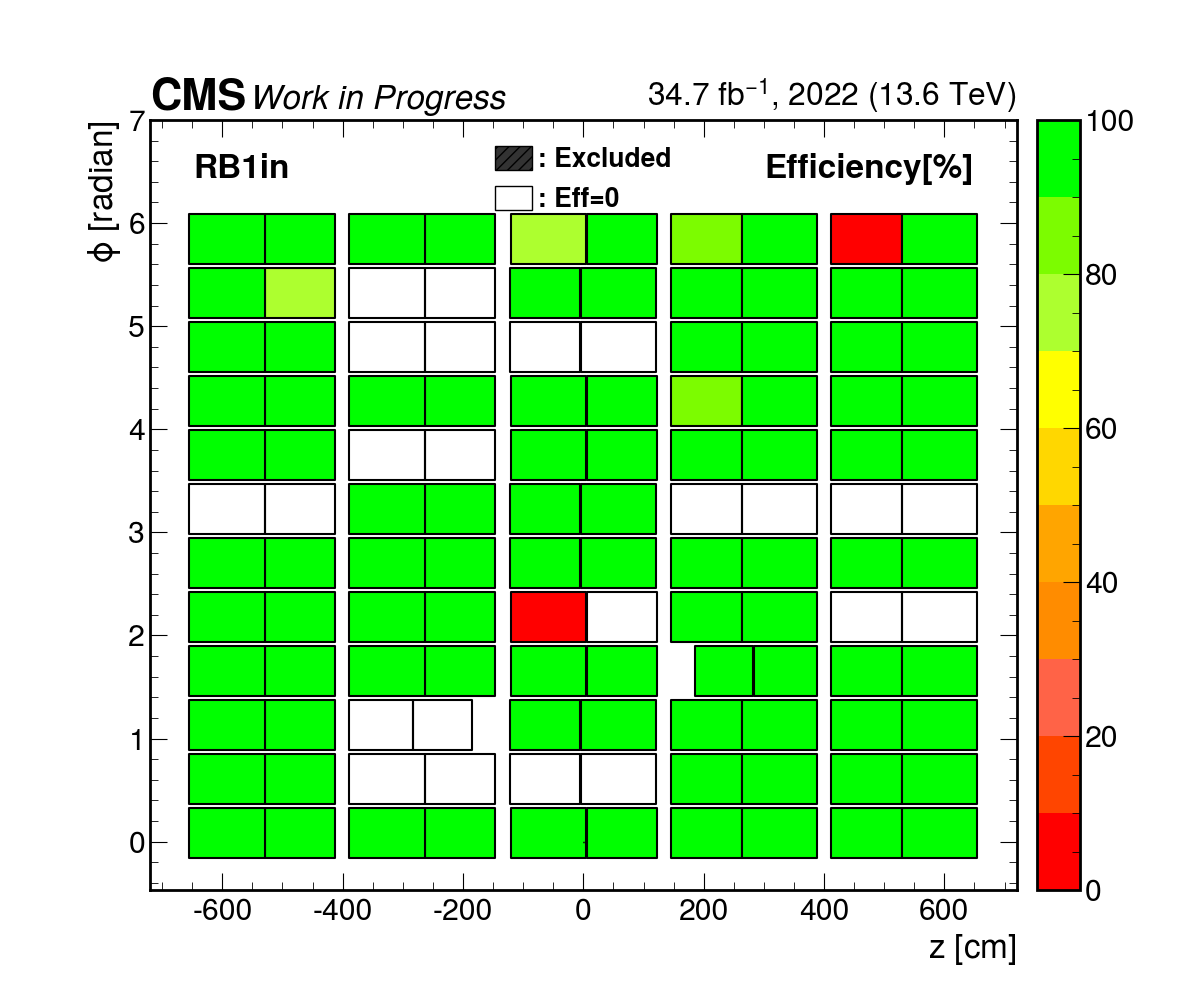 CMS Work in Progress 34.7 fb⁻¹, 2022 (13.6 TeV)
RB1in
: Excluded
: Eff=0
Efficiency[%]
ϕ [radian]
7
6
5
4
3
2
1
0
-600 -400 -200 0 200 400 600
z [cm]
100
80
60
40
20
0